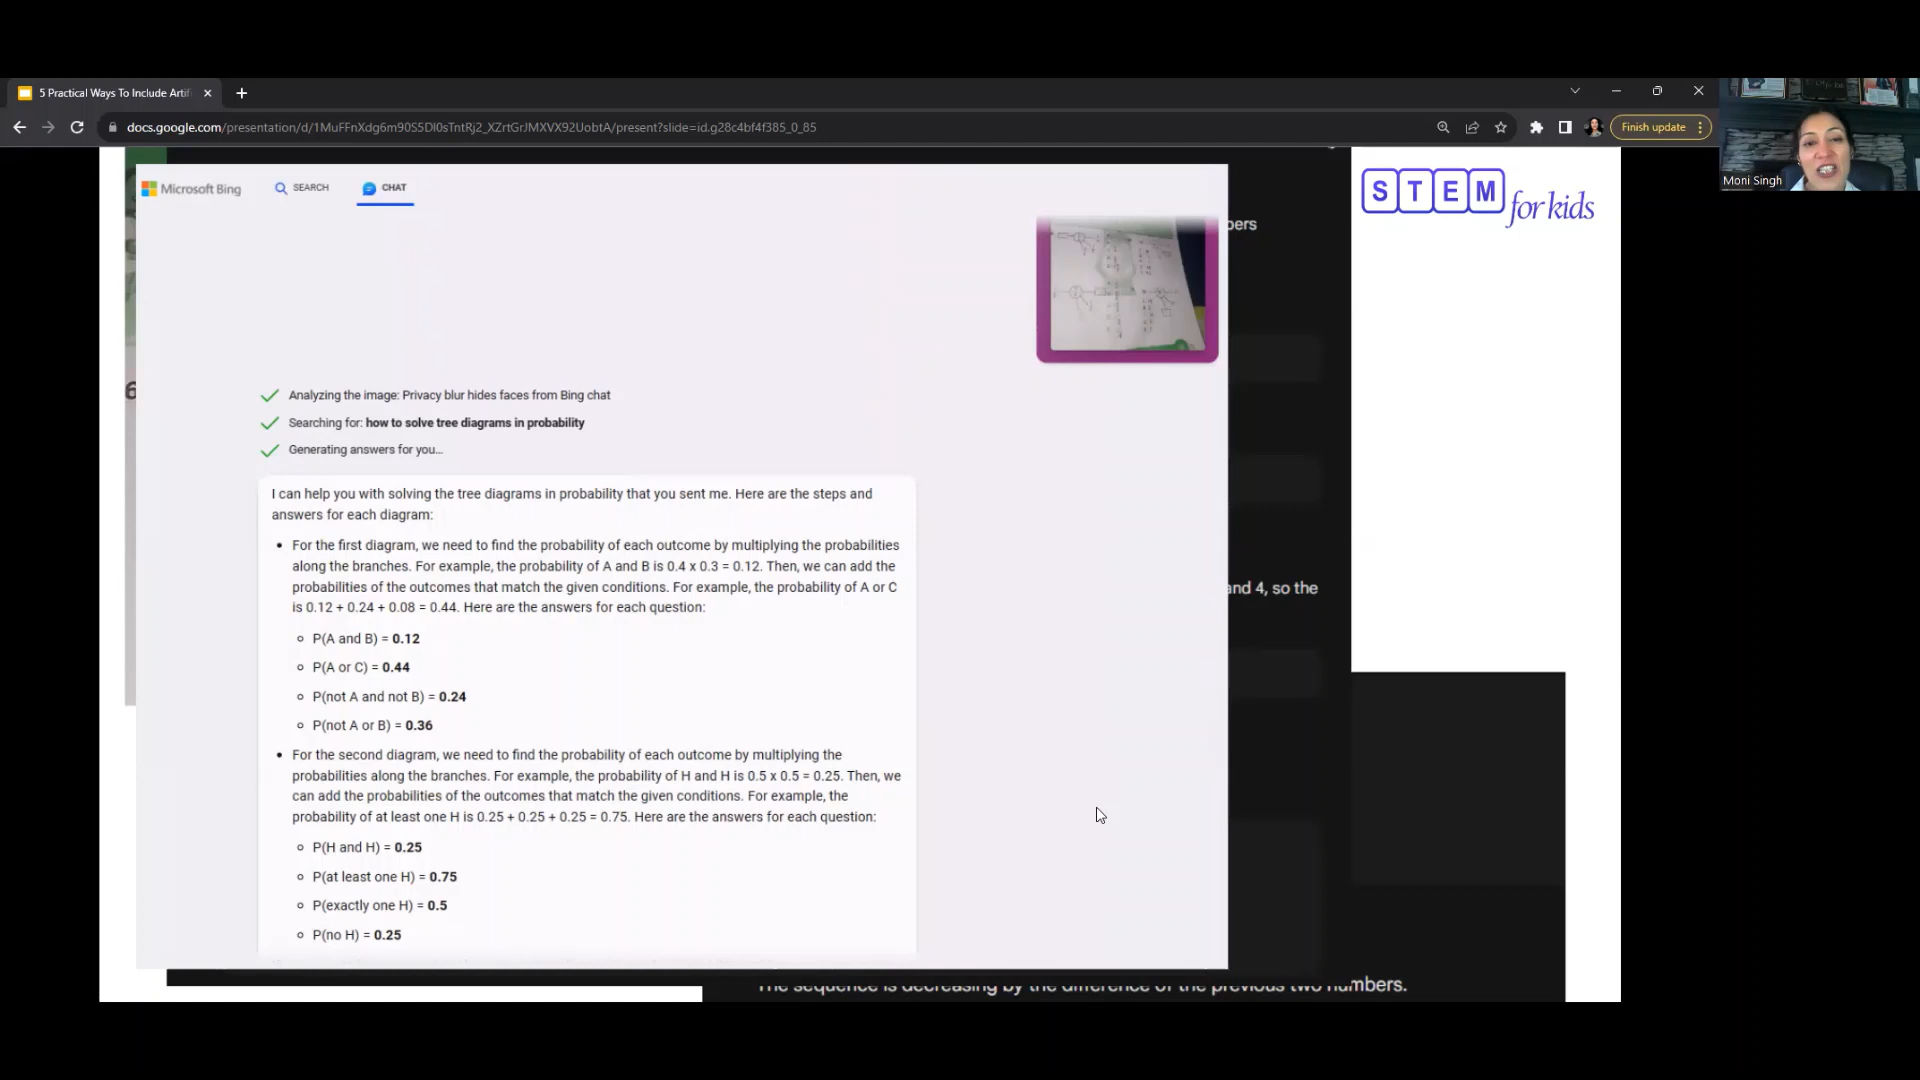 5 Practical Ways To Include Artifi
docs.google.com/presentation/d/1MuFFnXdg6m90S5DI0sTntRj2_XZrtGrJMXVX92UobtA/present?slide=id.g28c4bf4f385_0_85
Finish update
Moni Singh
Microsoft Bing
SEARCH
CHAT
STEM for kids
bers
6
Analyzing the image: Privacy blur hides faces from Bing chat
Searching for: how to solve tree diagrams in probability
Generating answers for you...
I can help you with solving the tree diagrams in probability that you sent me. Here are the steps and
answers for each diagram:
• For the first diagram, we need to find the probability of each outcome by multiplying the probabilities
along the branches. For example, the probability of A and B is 0.4 x 0.3 = 0.12. Then, we can add the
probabilities of the outcomes that match the given conditions. For example, the probability of A or C
is 0.12 + 0.24 + 0.08 = 0.44. Here are the answers for each question:
and 4, so the
P(A and B) = 0.12
P(A or C) = 0.44
P(not A and not B) = 0.24
P(not A or B) = 0.36
• For the second diagram, we need to find the probability of each outcome by multiplying the
probabilities along the branches. For example, the probability of H and H is 0.5 x 0.5 = 0.25. Then, we
can add the probabilities of the outcomes that match the given conditions. For example, the
probability of at least one H is 0.25 + 0.25 + 0.25 = 0.75. Here are the answers for each question:
P(H and H) = 0.25
P(at least one H) = 0.75
P(exactly one H) = 0.5
P(no H) = 0.25
The sequence is decreasing by the difference of the previous two numbers.